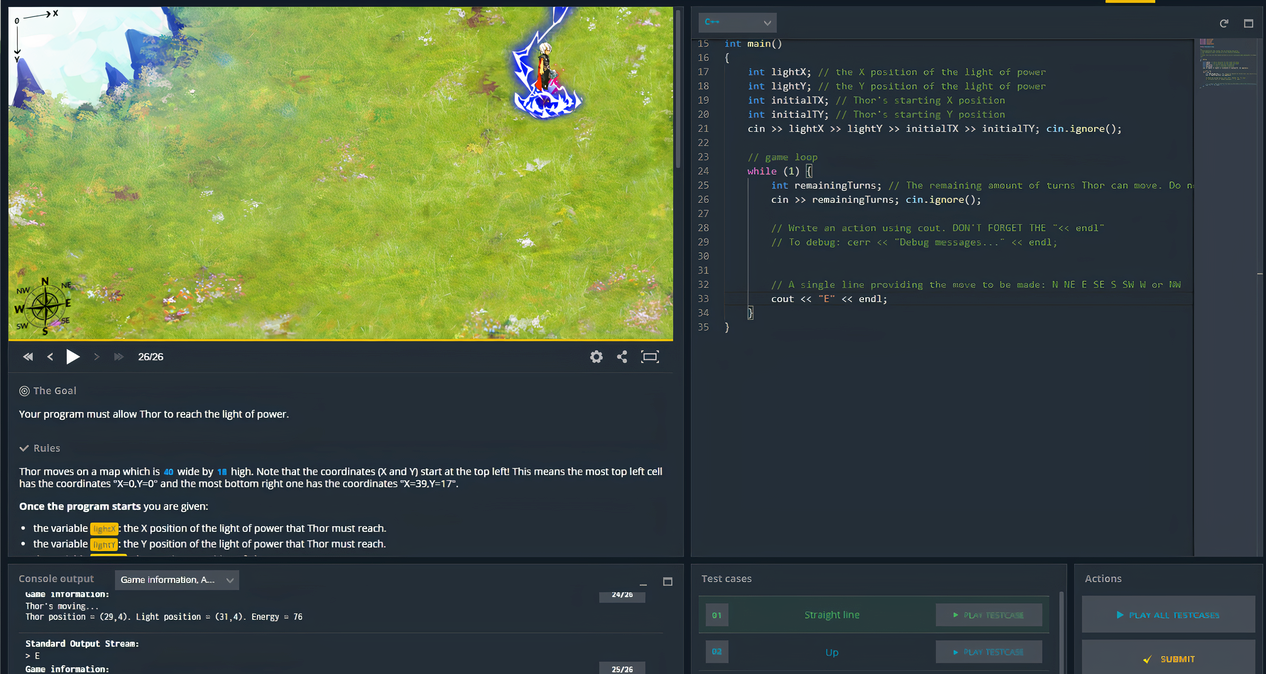 0
X
Y
N
NE
E
SE
S
SW
W
NW
26/26
The Goal
Your program must allow Thor to reach the light of power.
Rules
Thor moves on a map which is 40 wide by 18 high. Note that the coordinates (X and Y) start at the top left! This means the most top left cell
has the coordinates "X=0,Y=0" and the most bottom right one has the coordinates "X=39,Y=17".
Once the program starts you are given:
• the variable lightX: the X position of the light of power that Thor must reach.
• the variable lightY: the Y position of the light of power that Thor must reach.
Console output
Game information, A...
Game information:
24/26
Thor's moving...
Thor position = (29,4). Light position = (31,4). Energy = 76
Standard Output Stream:
> E
Game information:
25/26
C++
15 int main()
16 {
17 int lightX; // the X position of the light of power
18 int lightY; // the Y position of the light of power
19 int initialTX; // Thor's starting X position
20 int initialTY; // Thor's starting Y position
21 cin >> lightX >> lightY >> initialTX >> initialTY; cin.ignore();
22
23 // game loop
24 while (1) {
25 int remainingTurns; // The remaining amount of turns Thor can move. Do n
26 cin >> remainingTurns; cin.ignore();
27
28 // Write an action using cout. DON'T FORGET THE "<< endl"
29 // To debug: cerr << "Debug messages..." << endl;
30
31
32 // A single line providing the move to be made: N NE E SE S SW W or NW
33 cout << "E" << endl;
34 }
35 }
Test cases
01 Straight line PLAY TESTCASE
02 Up PLAY TESTCASE
Actions
PLAY ALL TESTCASES
SUBMIT